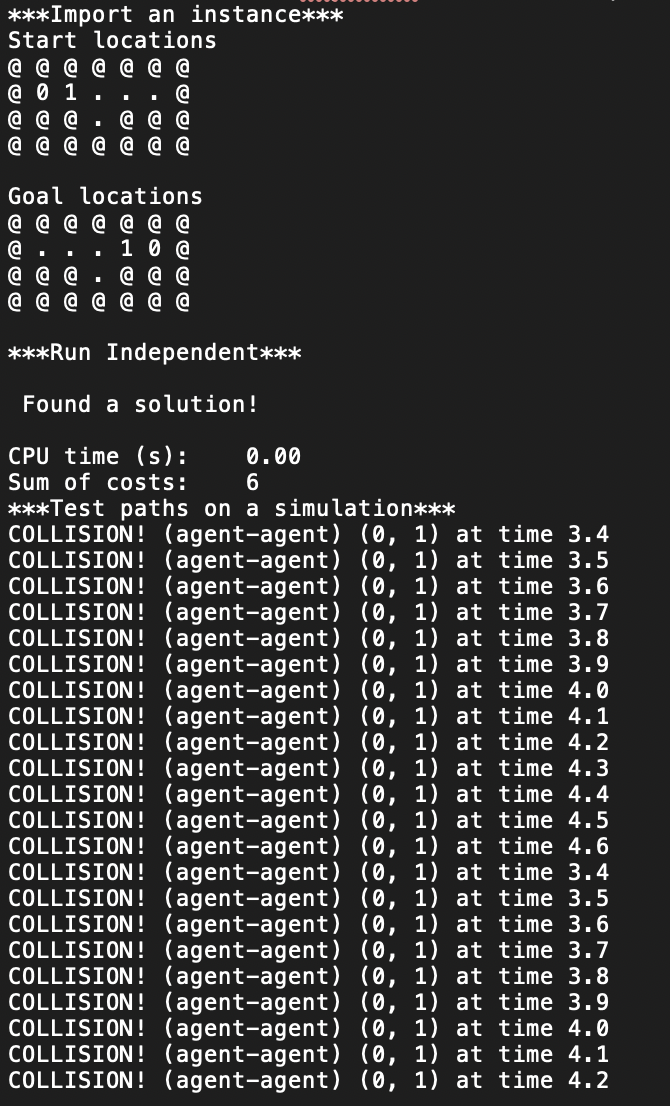 ***Import an instance***
Start locations
@ @ @ @ @ @ @
@ 0 1 . . . @
@ @ @ . @ @ @
@ @ @ @ @ @ @
Goal locations
@ @ @ @ @ @ @
@ . . . 1 0 @
@ @ @ . @ @ @
@ @ @ @ @ @ @
***Run Independent***
Found a solution!
CPU time (s):    0.00
Sum of costs:    6
***Test paths on a simulation***
COLLISION! (agent-agent) (0, 1) at time 3.4
COLLISION! (agent-agent) (0, 1) at time 3.5
COLLISION! (agent-agent) (0, 1) at time 3.6
COLLISION! (agent-agent) (0, 1) at time 3.7
COLLISION! (agent-agent) (0, 1) at time 3.8
COLLISION! (agent-agent) (0, 1) at time 3.9
COLLISION! (agent-agent) (0, 1) at time 4.0
COLLISION! (agent-agent) (0, 1) at time 4.1
COLLISION! (agent-agent) (0, 1) at time 4.2
COLLISION! (agent-agent) (0, 1) at time 4.3
COLLISION! (agent-agent) (0, 1) at time 4.4
COLLISION! (agent-agent) (0, 1) at time 4.5
COLLISION! (agent-agent) (0, 1) at time 4.6
COLLISION! (agent-agent) (0, 1) at time 3.4
COLLISION! (agent-agent) (0, 1) at time 3.5
COLLISION! (agent-agent) (0, 1) at time 3.6
COLLISION! (agent-agent) (0, 1) at time 3.7
COLLISION! (agent-agent) (0, 1) at time 3.8
COLLISION! (agent-agent) (0, 1) at time 3.9
COLLISION! (agent-agent) (0, 1) at time 4.0
COLLISION! (agent-agent) (0, 1) at time 4.1
COLLISION! (agent-agent) (0, 1) at time 4.2